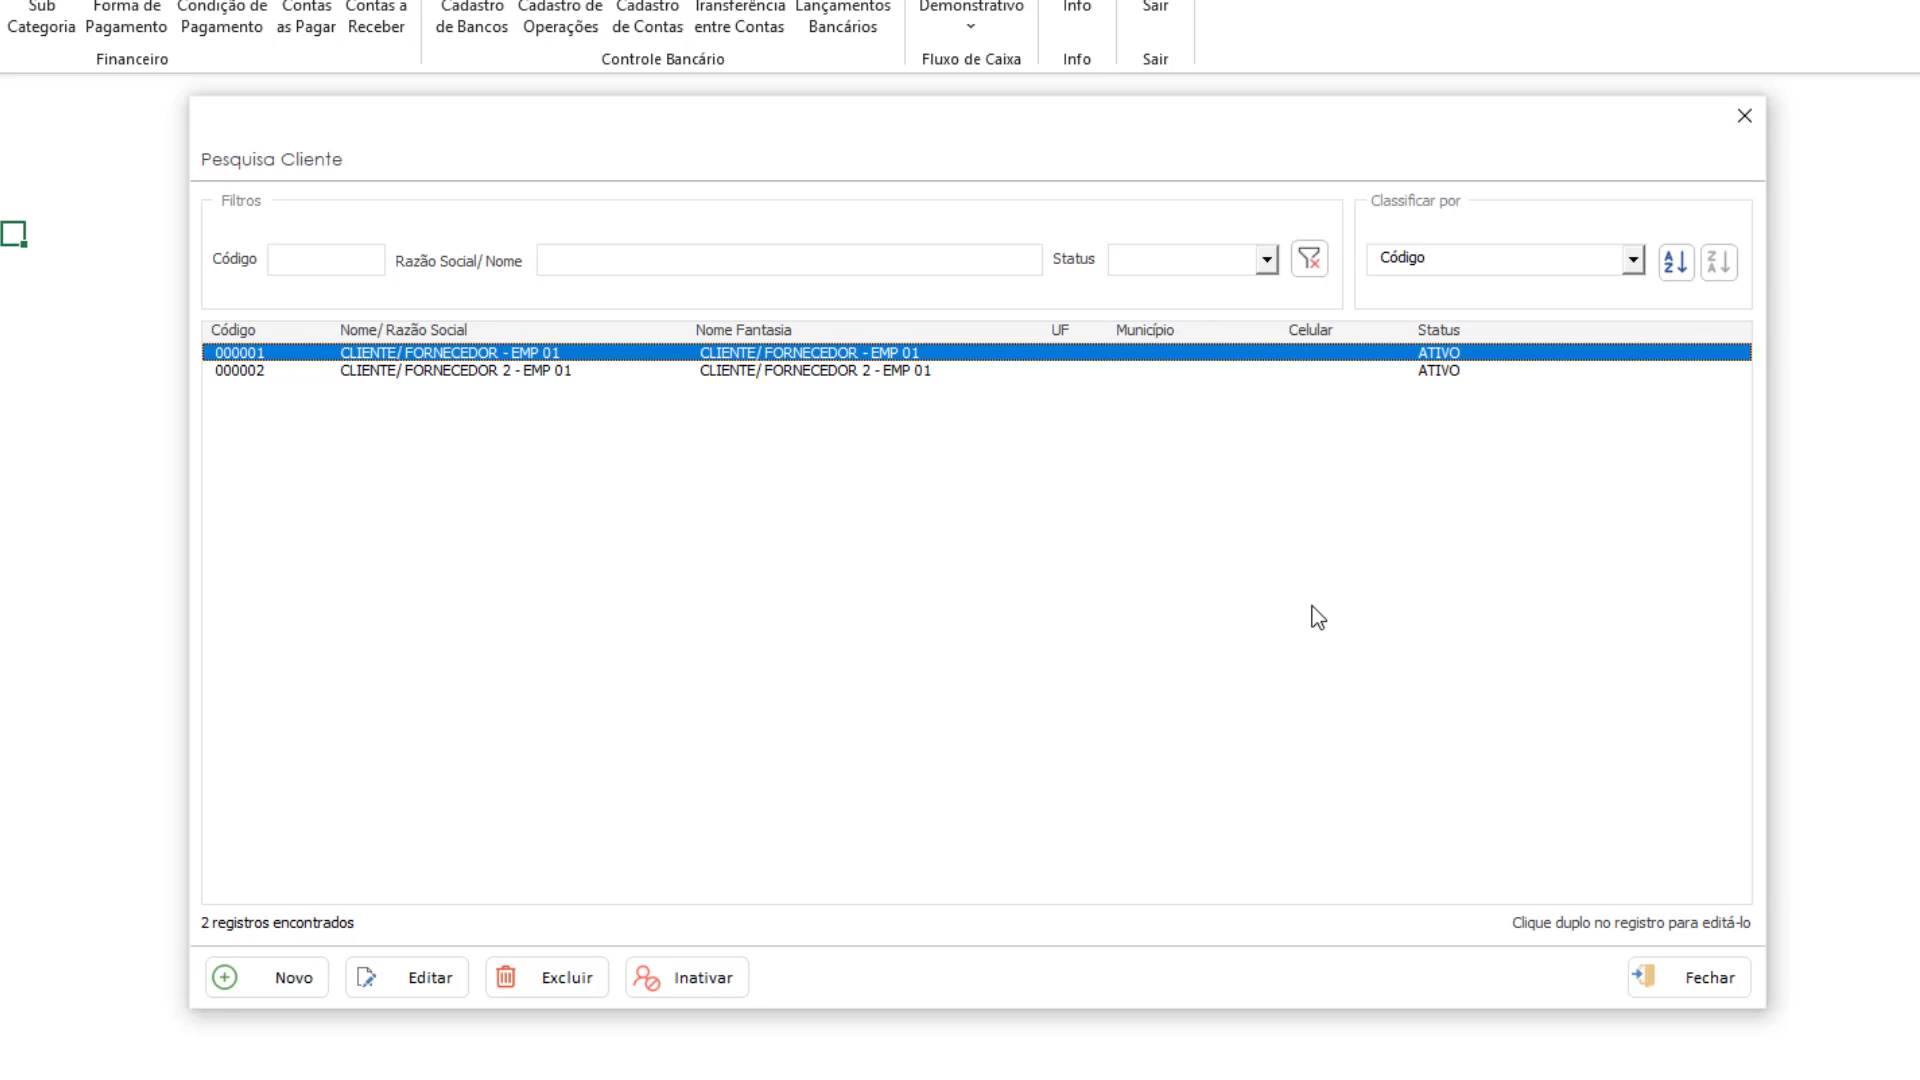 Sub Forma de Condição de Contas Contas a Cadastro Cadastro de Cadastro Transferência Lançamentos Demonstrativo Info Sair
Categoria Pagamento Pagamento as Pagar Receber de Bancos Operações de Contas entre Contas Bancários
Financeiro Controle Bancário Fluxo de Caixa Info Sair
Pesquisa Cliente
Filtros Classificar por
Código Razão Social/ Nome Status Código
Código Nome/ Razão Social Nome Fantasia UF Município Celular Status
000001 CLIENTE/ FORNECEDOR - EMP 01 CLIENTE/ FORNECEDOR - EMP 01 ATIVO
000002 CLIENTE/ FORNECEDOR 2 - EMP 01 CLIENTE/ FORNECEDOR 2 - EMP 01 ATIVO
2 registros encontrados Clique duplo no registro para editá-lo
Novo Editar Excluir Inativar Fechar